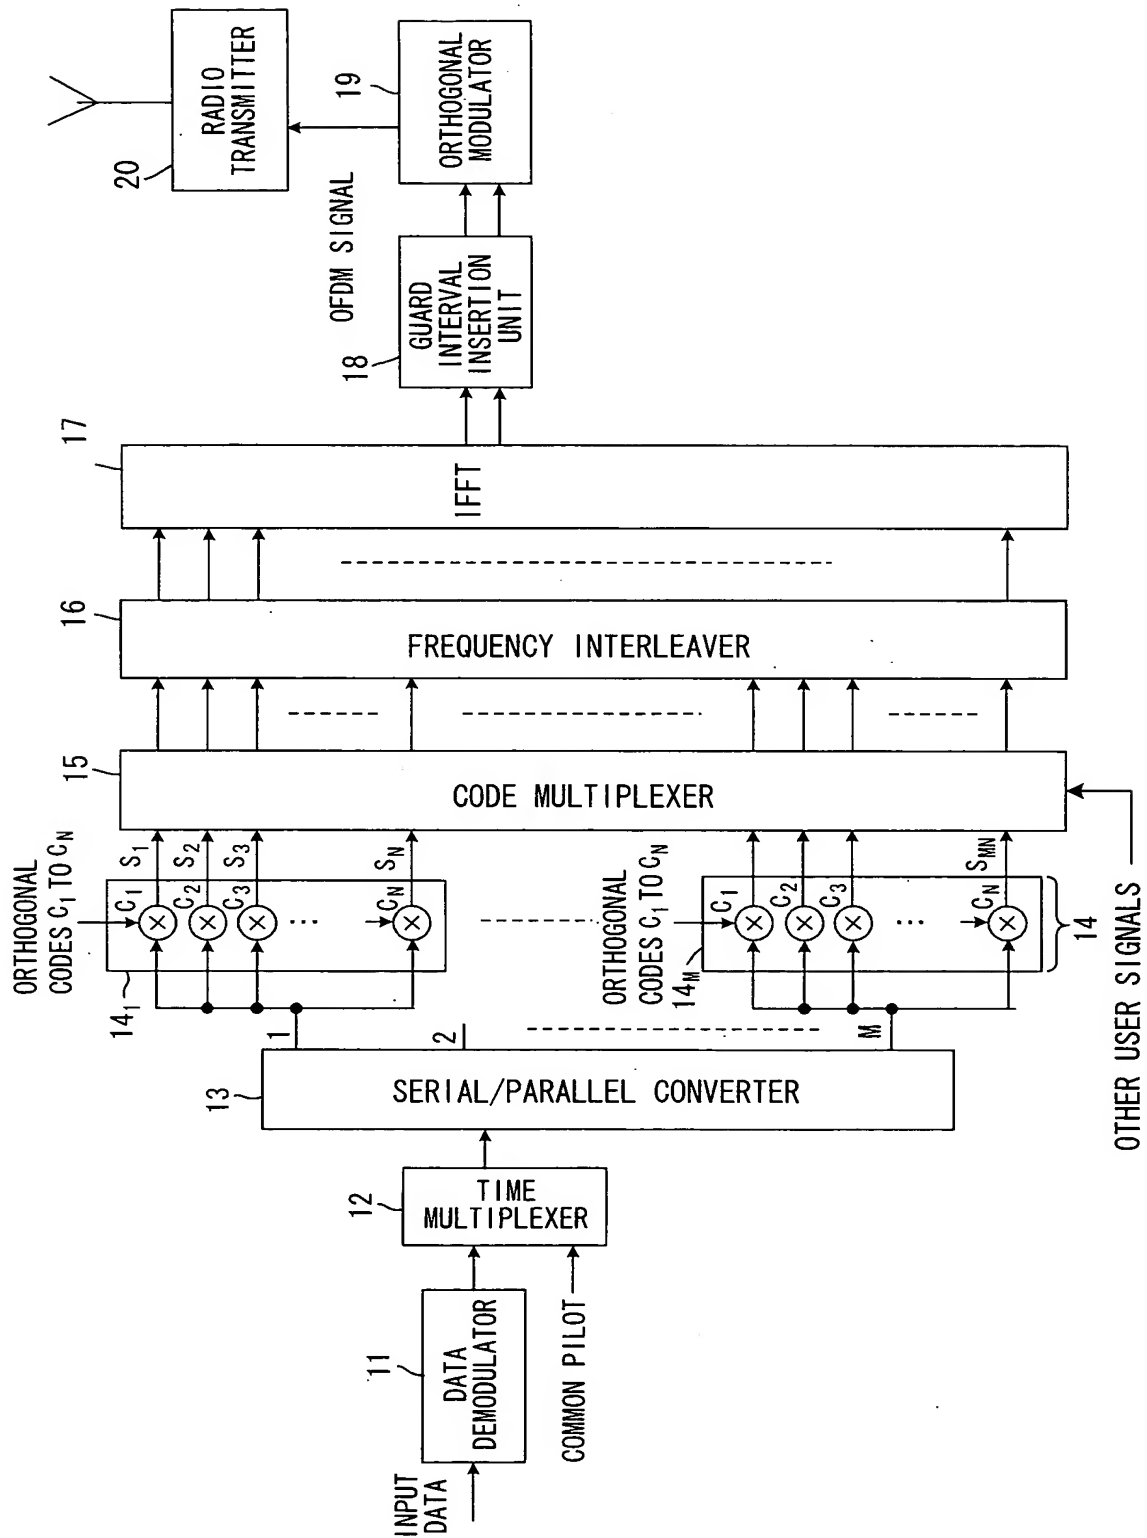 INPUT
DATA
11
DATA
DEMODULATOR
COMMON PILOT
12
TIME
MULTIPLEXER
13
SERIAL/PARALLEL CONVERTER
1
2
M
ORTHOGONAL
CODES C1 TO CN
141
C1
C2
C3
...
CN
S1
S2
S3
SN
ORTHOGONAL
CODES C1 TO CN
14M
C1
C2
C3
...
CN
SMN
14
OTHER USER SIGNALS
15
CODE MULTIPLEXER
16
FREQUENCY INTERLEAVER
17
IFFT
18
GUARD
INTERVAL
INSERTION
UNIT
OFDM SIGNAL
19
ORTHOGONAL
MODULATOR
20
RADIO
TRANSMITTER